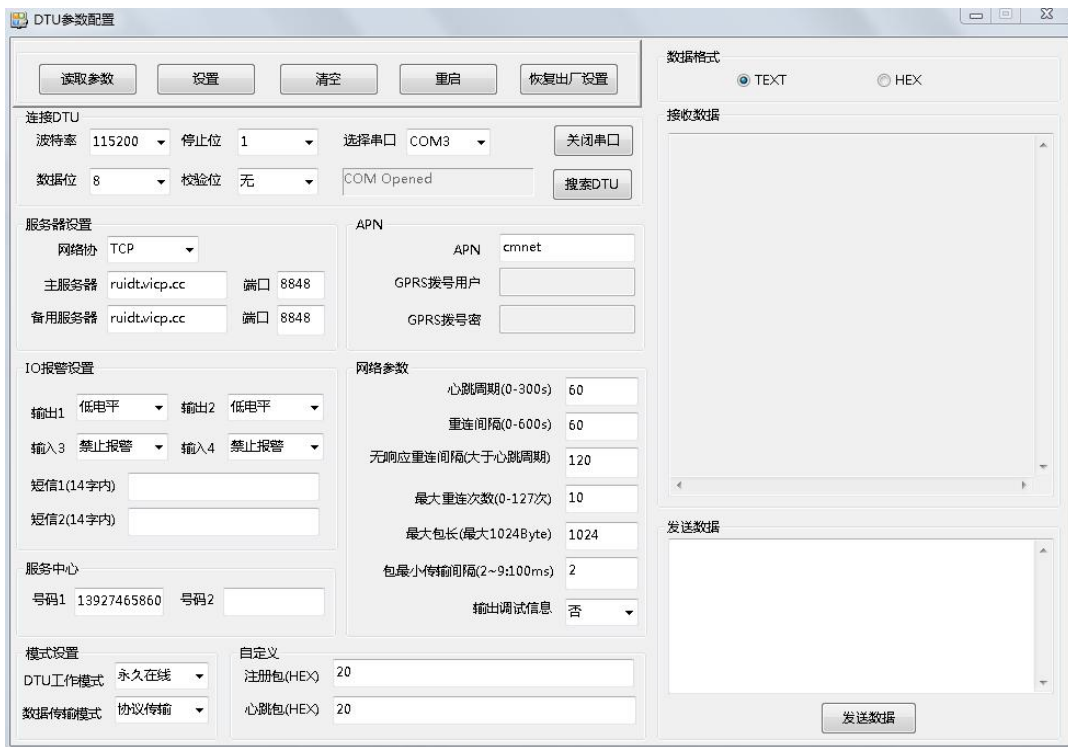 DTU参数配置
读取参数 设置 清空 重启 恢复出厂设置
连接DTU
波特率 115200 停止位 1 选择串口 COM3 关闭串口
数据位 8 校验位 无 COM Opened 搜索DTU
服务器设置
网络协 TCP
主服务器 ruidt.vicp.cc 端口 8848
备用服务器 ruidt.vicp.cc 端口 8848
APN
APN cmnet
GPRS拨号用户
GPRS拨号密
IO报警设置
输出1 低电平 输出2 低电平
输入3 禁止报警 输入4 禁止报警
短信1(14字内)
短信2(14字内)
网络参数
心跳周期(0-300s) 60
重连间隔(0-600s) 60
无响应重连间隔(大于心跳周期) 120
最大重连次数(0-127次) 10
最大包长(最大1024Byte) 1024
包最小传输间隔(2~9:100ms) 2
输出调试信息 否
服务中心
号码1 13927465860 号码2
模式设置
DTU工作模式 永久在线
数据传输模式 协议传输
自定义
注册包(HEX) 20
心跳包(HEX) 20
数据格式
TEXT HEX
接收数据
发送数据
发送数据